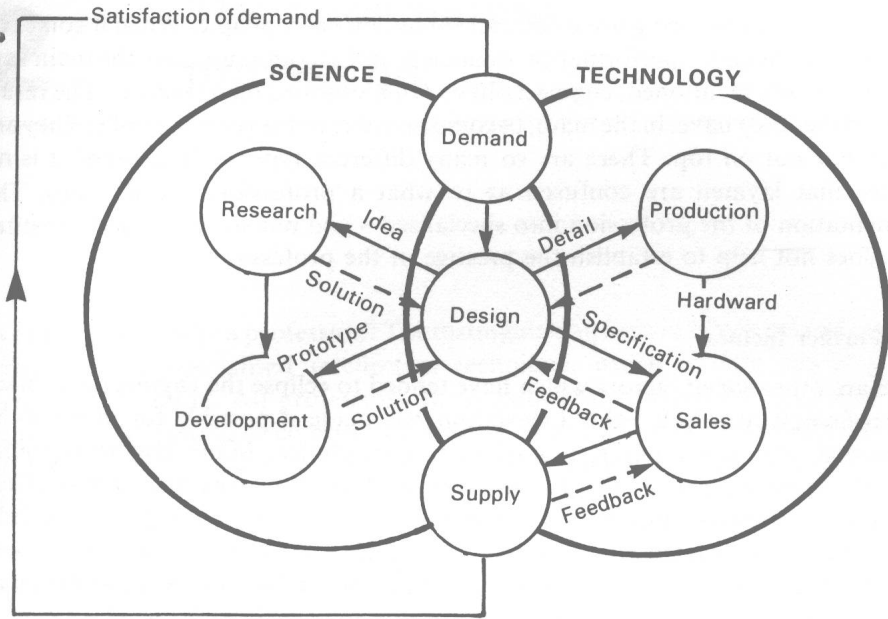 Satisfaction of demand
SCIENCE
TECHNOLOGY
Demand
Research
Idea
Detail
Production
Solution
Design
Hardward
Prototype
Specification
Development
Solution
Feedback
Sales
Supply
Feedback